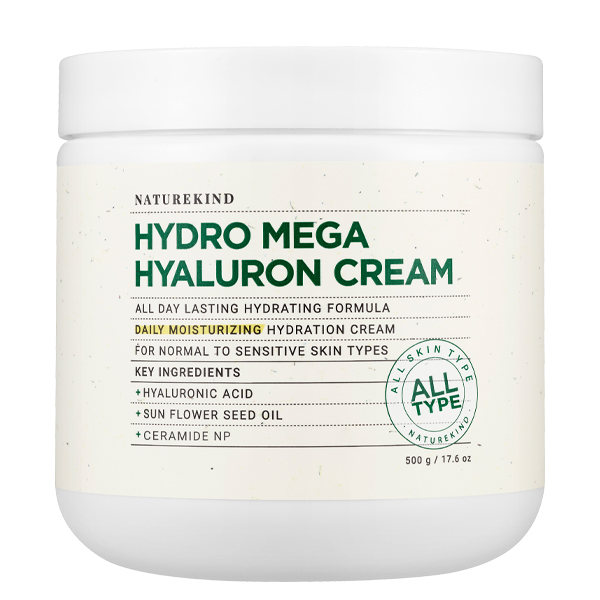 NATUREKIND
HYDRO MEGA
HYALURON CREAM
ALL DAY LASTING HYDRATING FORMULA
DAILY MOISTURIZING HYDRATION CREAM
FOR NORMAL TO SENSITIVE SKIN TYPES
KEY INGREDIENTS
+HYALURONIC ACID
+SUN FLOWER SEED OIL
+CERAMIDE NP
ALL SKIN TYPE
ALL
TYPE
NATUREKIND
500 g / 17.6 oz